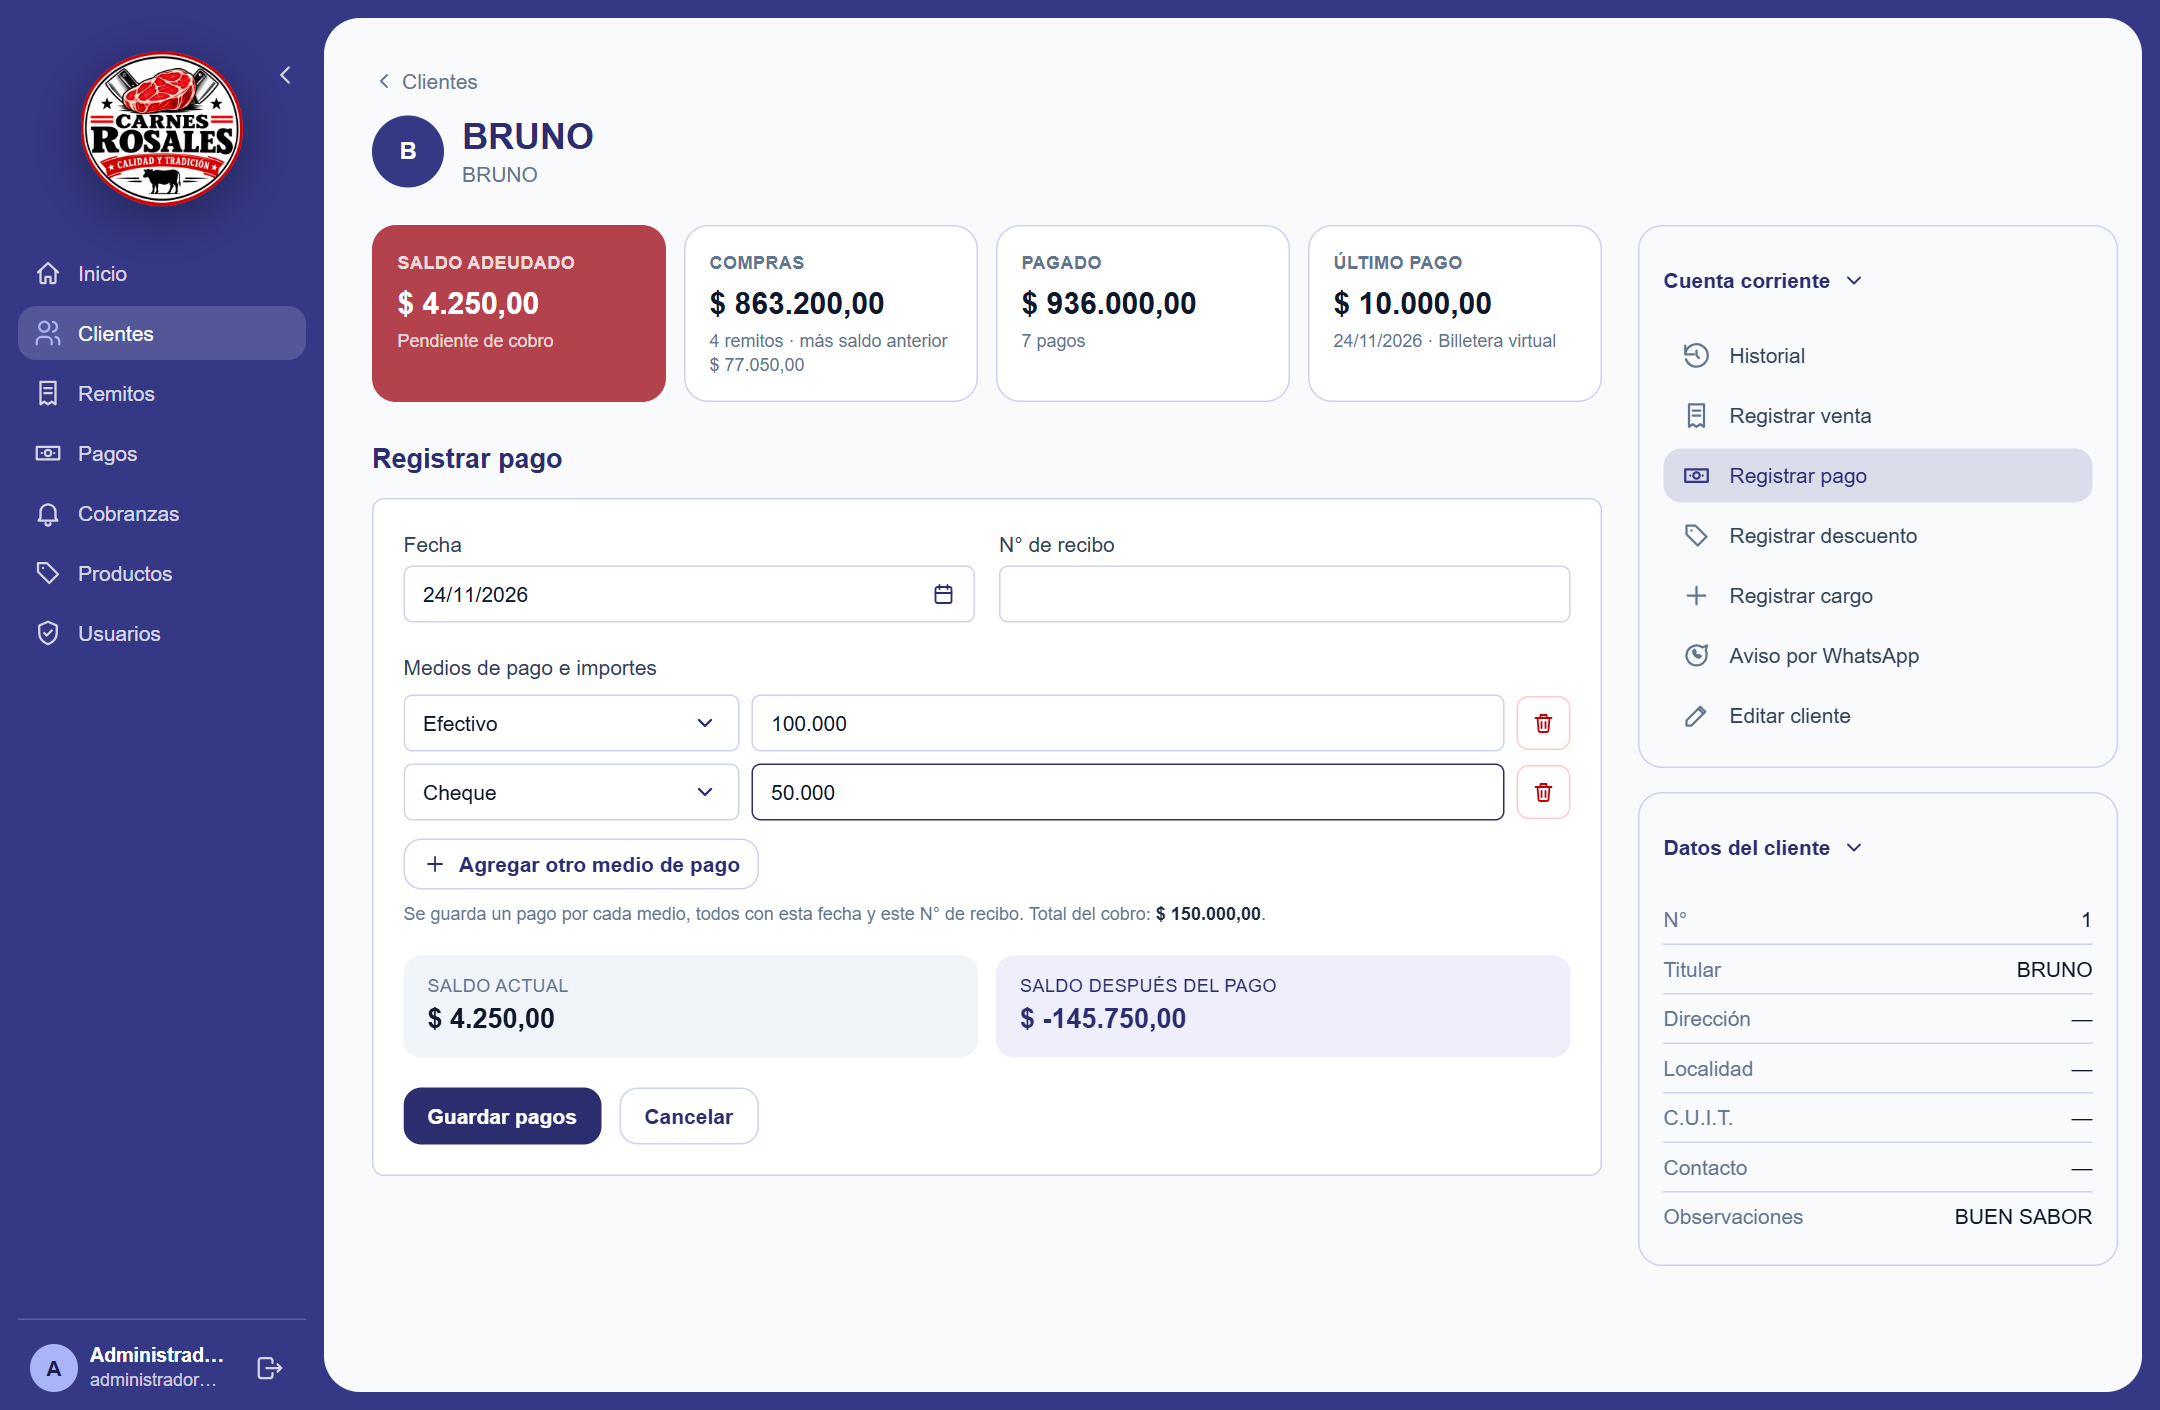 CARNES
ROSALES
CALIDAD Y TRADICIÓN
Inicio
Clientes
Remitos
Pagos
Cobranzas
Productos
Usuarios
A
Administrad...
administrador...
Clientes
B
BRUNO
BRUNO
SALDO ADEUDADO
$ 4.250,00
Pendiente de cobro
COMPRAS
$ 863.200,00
4 remitos · más saldo anterior
$ 77.050,00
PAGADO
$ 936.000,00
7 pagos
ÚLTIMO PAGO
$ 10.000,00
24/11/2026 · Billetera virtual
Registrar pago
Fecha
N° de recibo
24/11/2026
Medios de pago e importes
Efectivo
100.000
Cheque
50.000
Agregar otro medio de pago
Se guarda un pago por cada medio, todos con esta fecha y este N° de recibo. Total del cobro: $ 150.000,00.
SALDO ACTUAL
$ 4.250,00
SALDO DESPUÉS DEL PAGO
$ -145.750,00
Guardar pagos
Cancelar
Cuenta corriente
Historial
Registrar venta
Registrar pago
Registrar descuento
Registrar cargo
Aviso por WhatsApp
Editar cliente
Datos del cliente
N° 1
Titular BRUNO
Dirección —
Localidad —
C.U.I.T. —
Contacto —
Observaciones BUEN SABOR